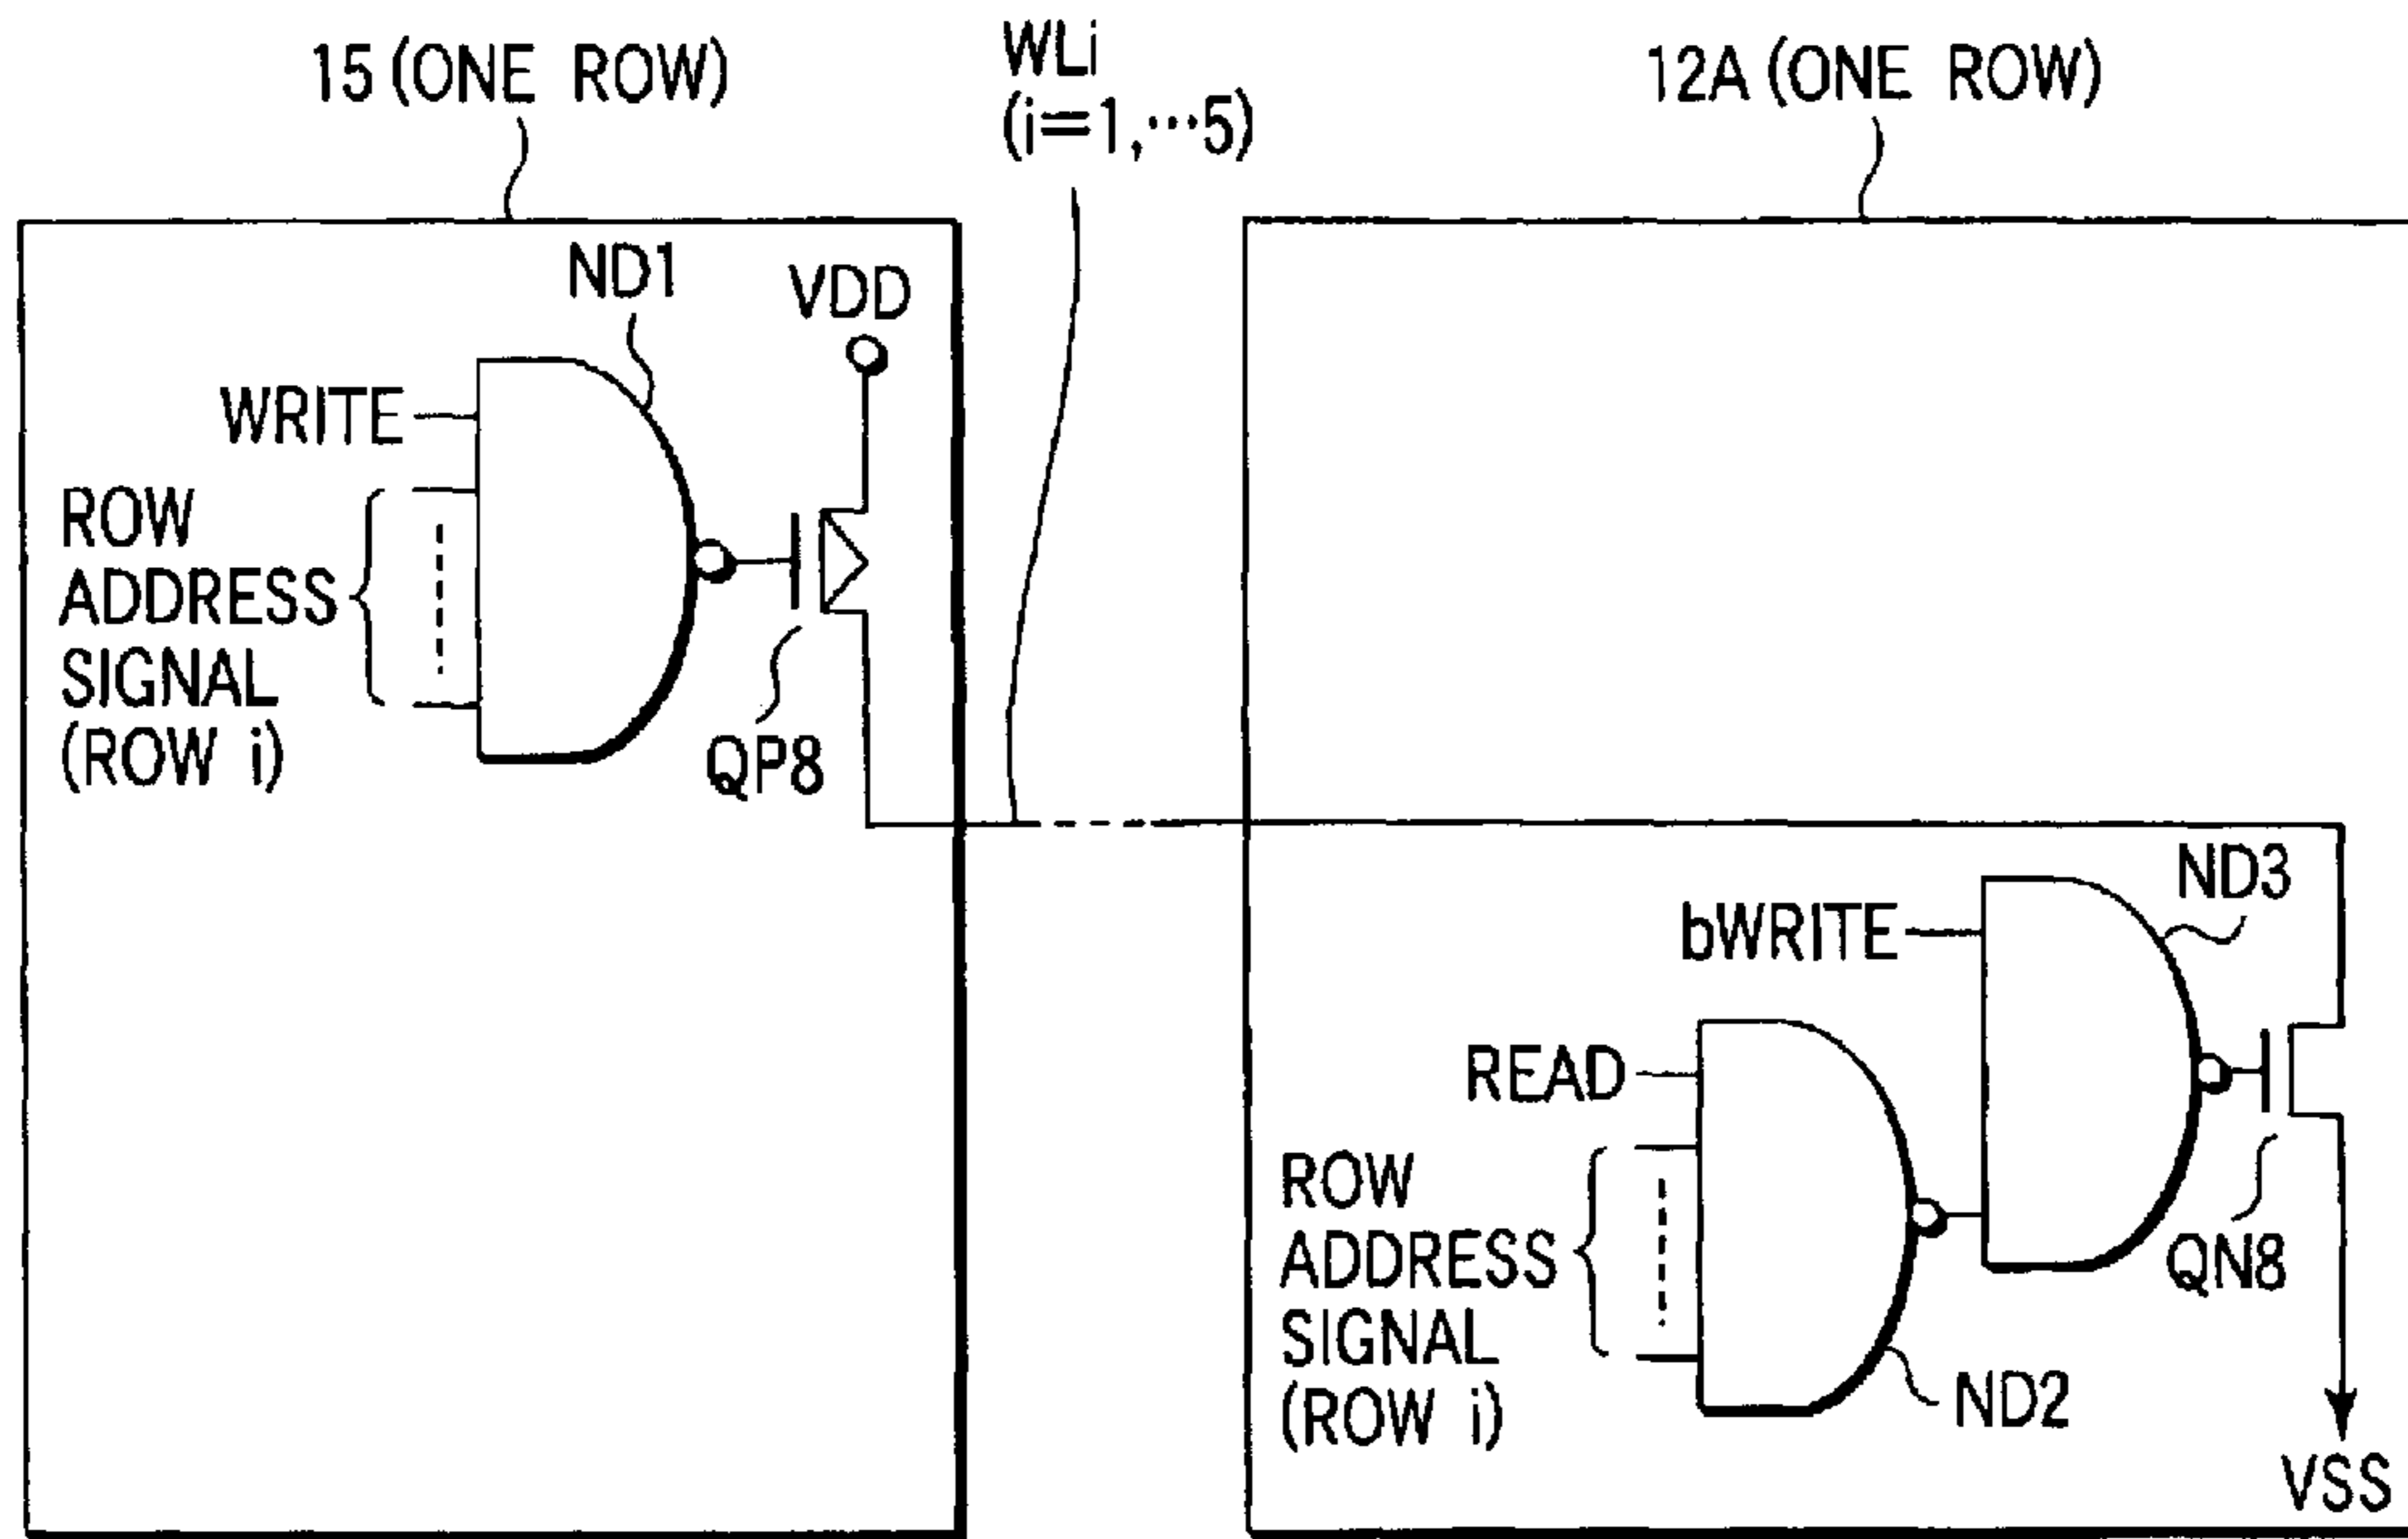 15 (ONE ROW)
WLi
(i=1,···5)
12A (ONE ROW)
ND1
VDD
WRITE
ROW
ADDRESS
SIGNAL
(ROW i)
QP8
ND3
bWRITE
READ
ROW
ADDRESS
SIGNAL
(ROW i)
QN8
ND2
VSS